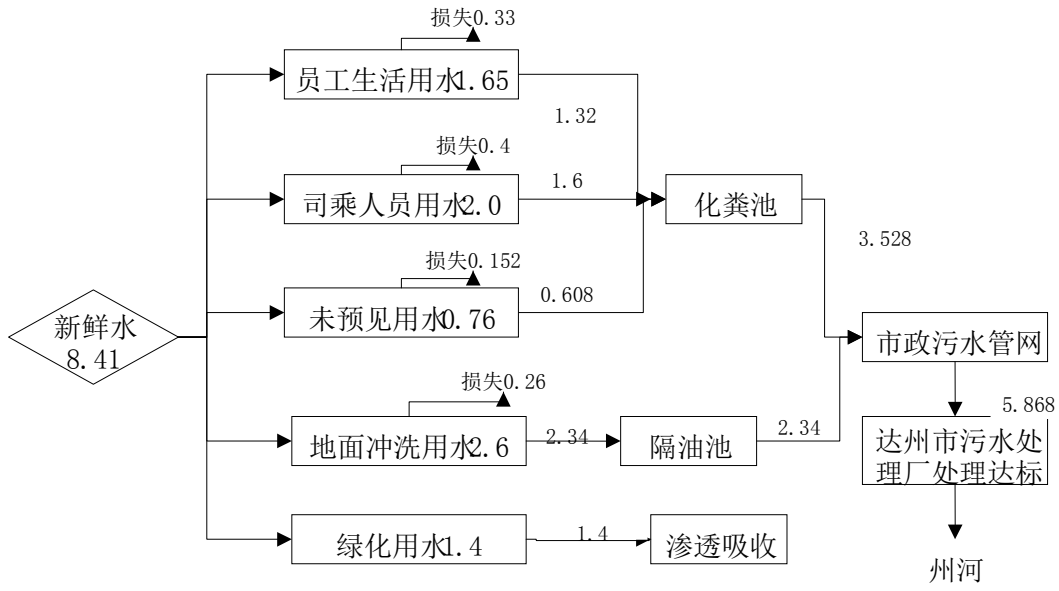 损失0.33
员工生活用水1.65
1.32
损失0.4
司乘人员用水2.0
1.6
化粪池
3.528
损失0.152
未预见用水0.76
0.608
新鲜水
8.41
市政污水管网
损失0.26
地面冲洗用水2.6
2.34
隔油池
2.34
5.868
达州市污水处
理厂处理达标
绿化用水1.4
1.4
渗透吸收
州河